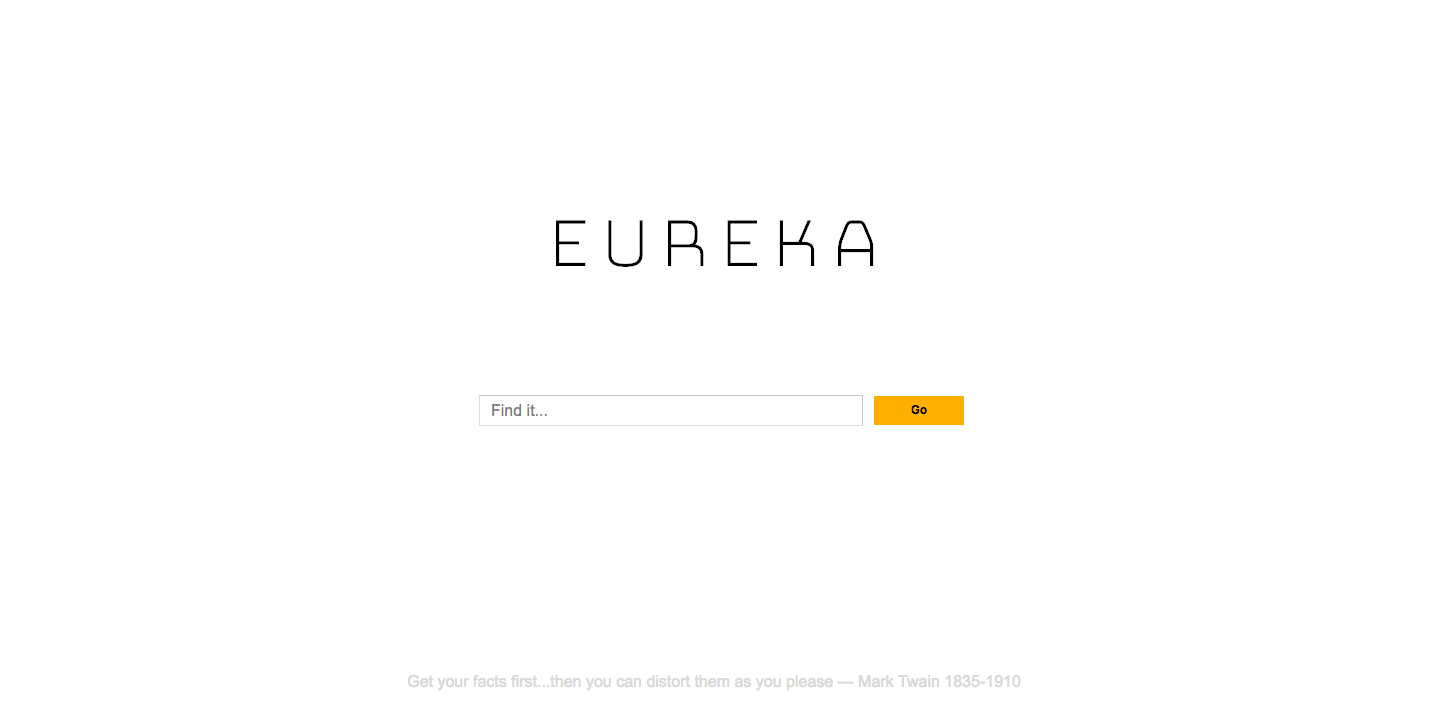 EUREKA
Find it...
Go
Get your facts first...then you can distort them as you please — Mark Twain 1835-1910